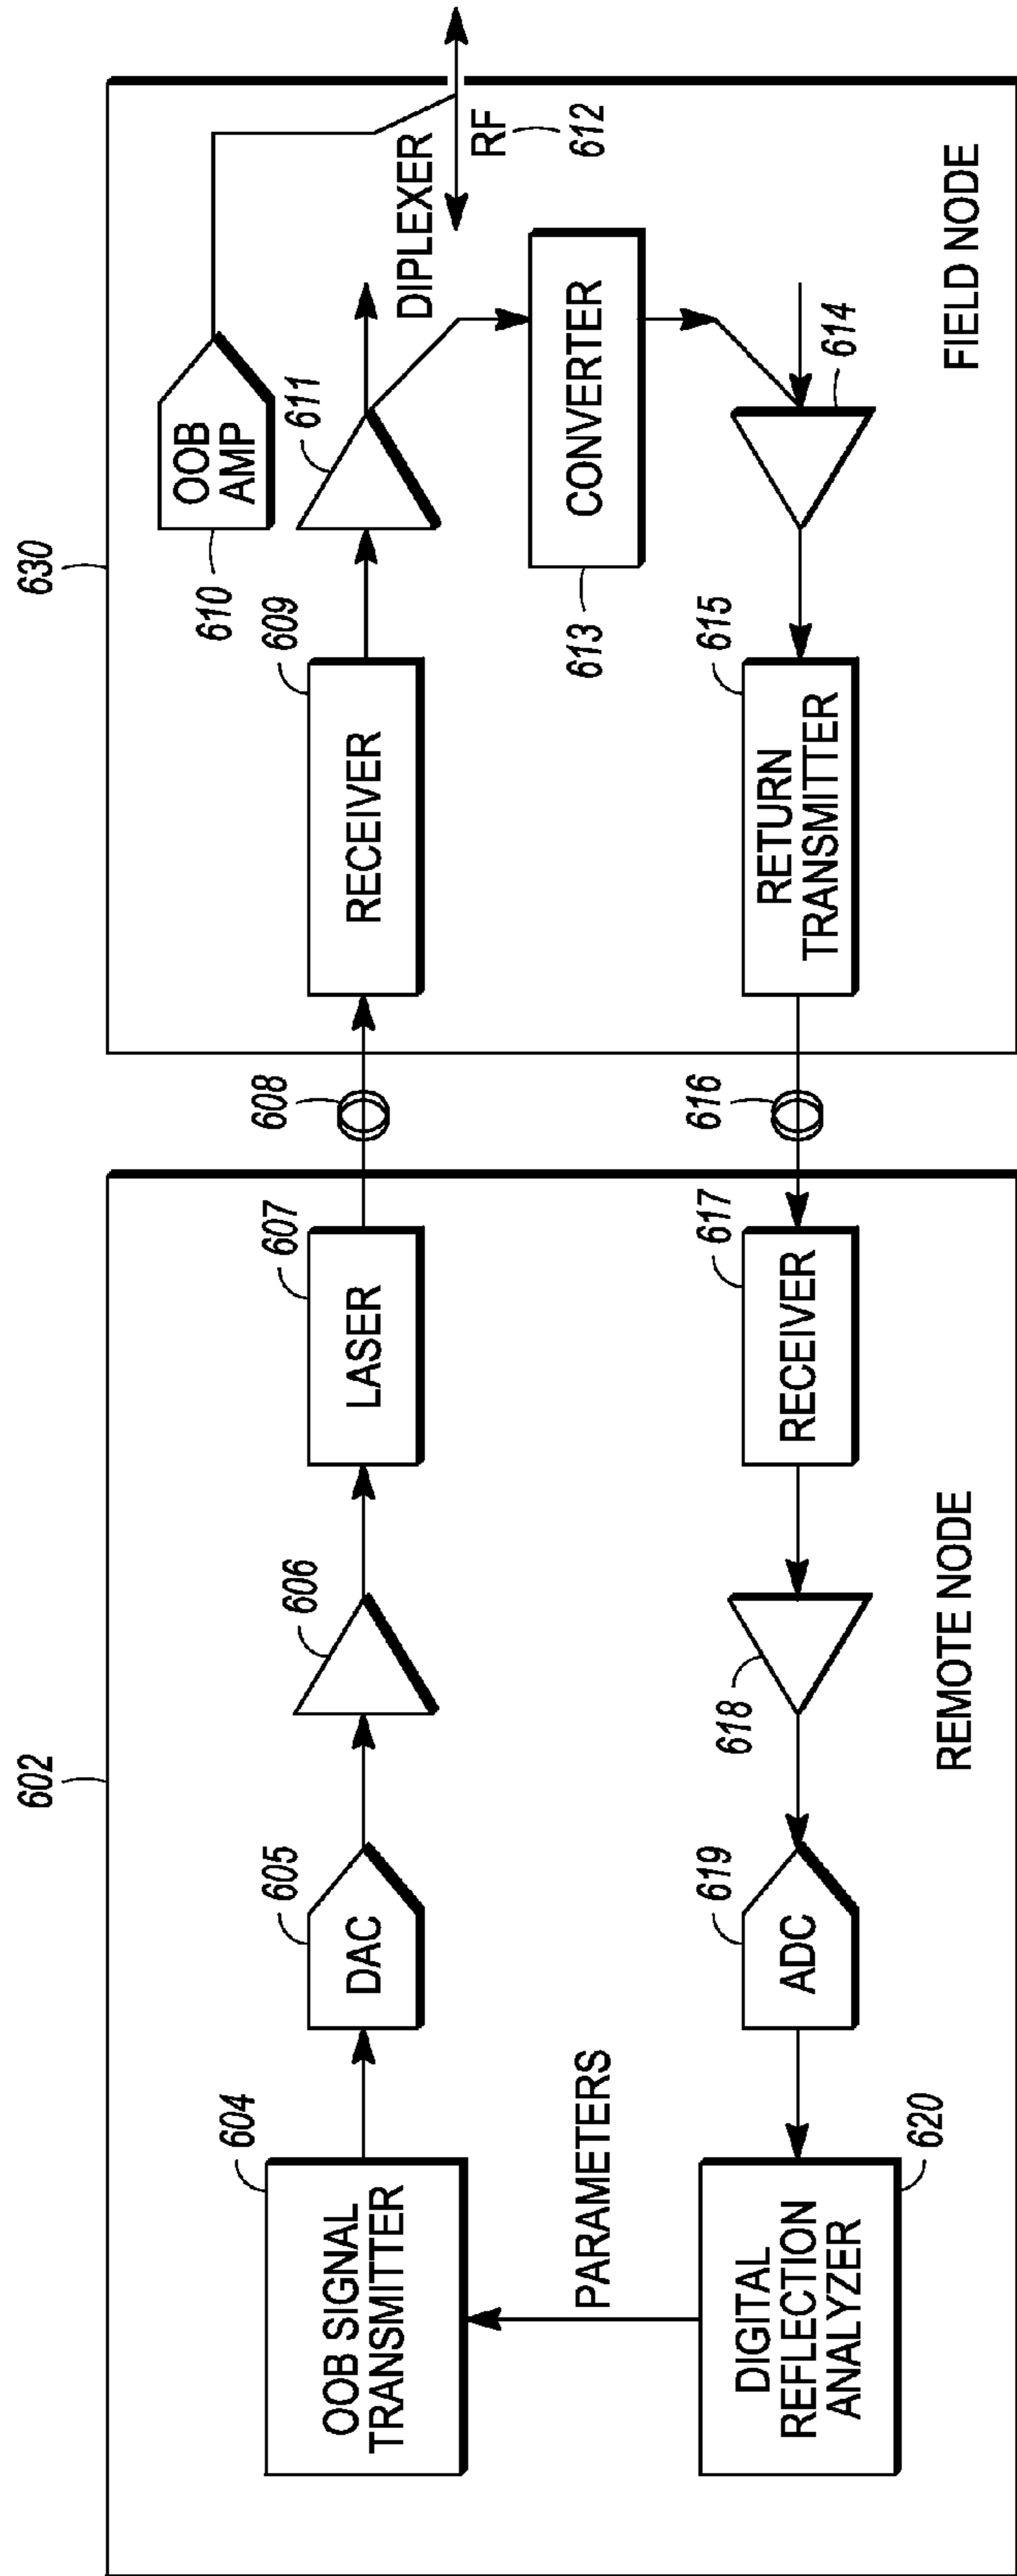 602
630
604
OOB SIGNAL
TRANSMITTER
605
DAC
606
607
LASER
608
609
RECEIVER
611
610
OOB
AMP
DIPLEXER
RF
612
613
CONVERTER
PARAMETERS
DIGITAL
REFLECTION
ANALYZER
620
619
ADC
618
617
RECEIVER
616
615
RETURN
TRANSMITTER
614
REMOTE NODE
FIELD NODE